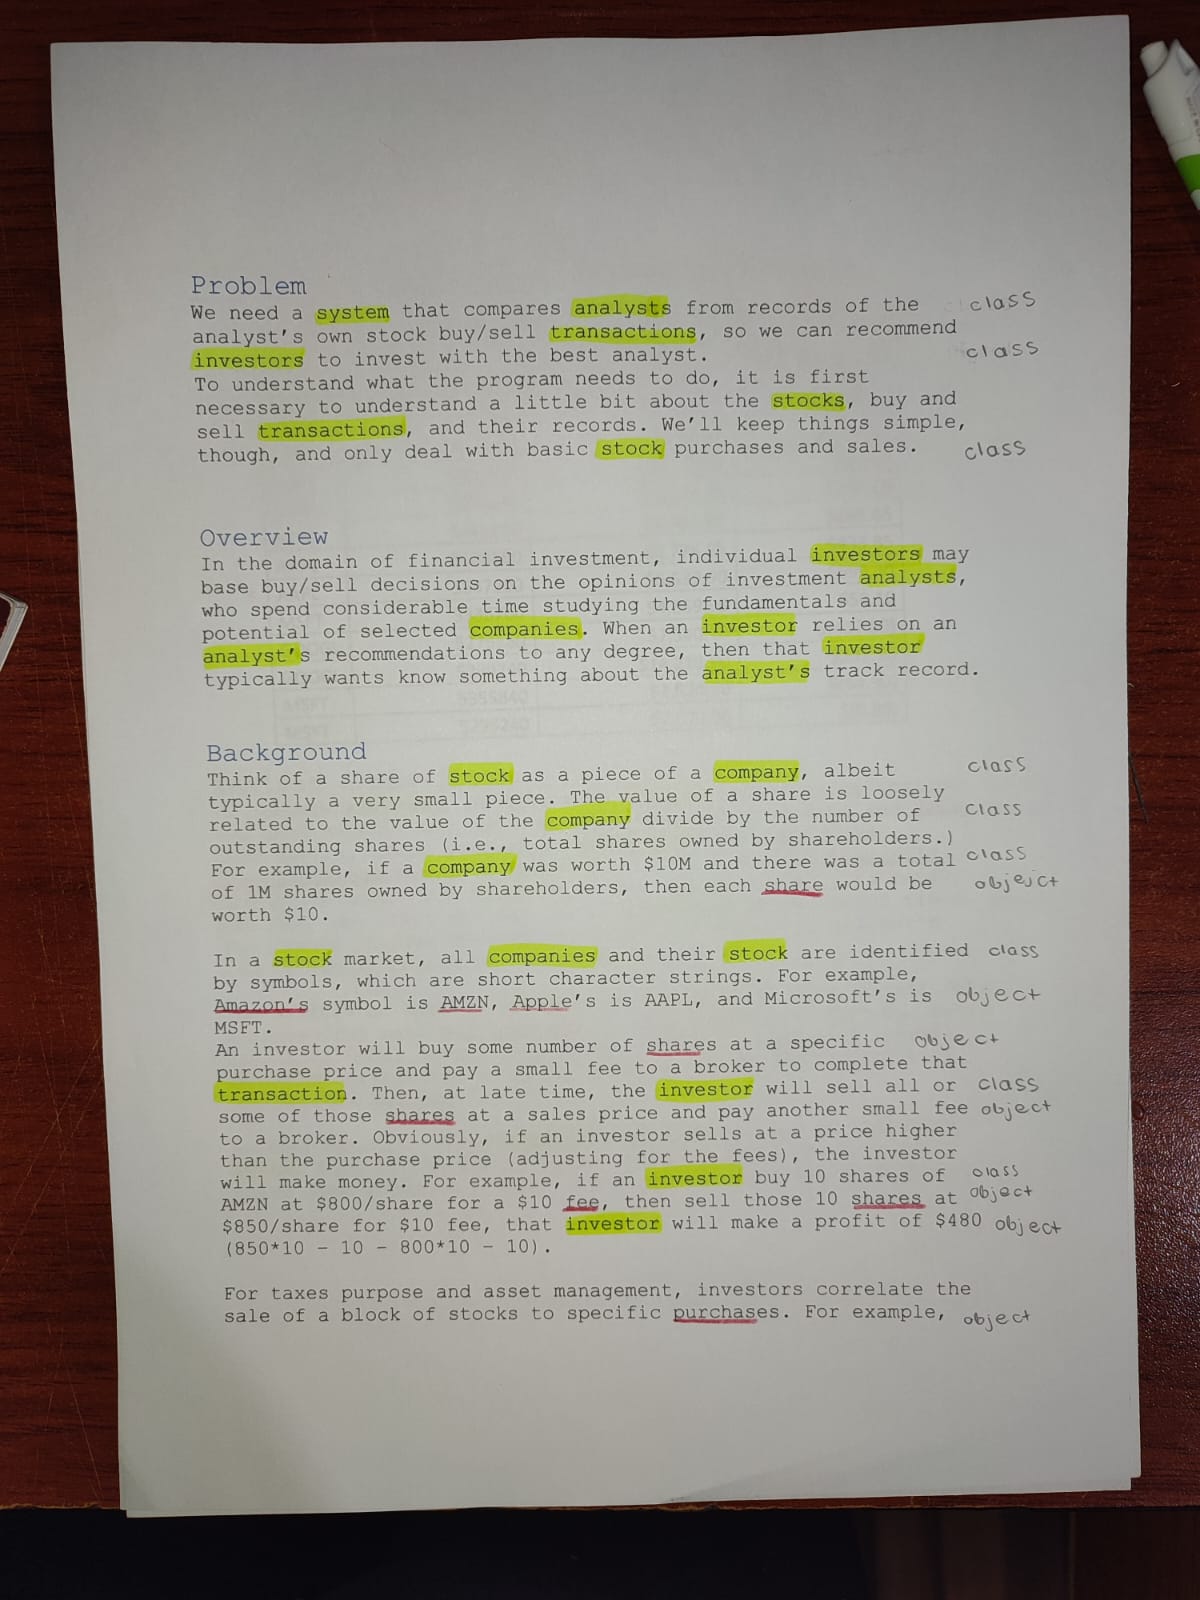 Problem
We need a system that compares analysts from records of the class
analyst's own stock buy/sell transactions, so we can recommend
investors to invest with the best analyst. class
To understand what the program needs to do, it is first
necessary to understand a little bit about the stocks, buy and
sell transactions, and their records. We'll keep things simple,
though, and only deal with basic stock purchases and sales. class
Overview
In the domain of financial investment, individual investors may
base buy/sell decisions on the opinions of investment analysts,
who spend considerable time studying the fundamentals and
potential of selected companies. When an investor relies on an
analyst's recommendations to any degree, then that investor
typically wants know something about the analyst's track record.
Background
Think of a share of stock as a piece of a company, albeit class
typically a very small piece. The value of a share is loosely
related to the value of the company divide by the number of class
outstanding shares (i.e., total shares owned by shareholders.)
For example, if a company was worth $10M and there was a total class
of 1M shares owned by shareholders, then each share would be object
worth $10.
In a stock market, all companies and their stock are identified class
by symbols, which are short character strings. For example,
Amazon's symbol is AMZN, Apple's is AAPL, and Microsoft's is object
MSFT.
An investor will buy some number of shares at a specific object
purchase price and pay a small fee to a broker to complete that
transaction. Then, at late time, the investor will sell all or class
some of those shares at a sales price and pay another small fee object
to a broker. Obviously, if an investor sells at a price higher
than the purchase price (adjusting for the fees), the investor
will make money. For example, if an investor buy 10 shares of class
AMZN at $800/share for a $10 fee, then sell those 10 shares at object
$850/share for $10 fee, that investor will make a profit of $480 object
(850*10 - 10 - 800*10 - 10).
For taxes purpose and asset management, investors correlate the
sale of a block of stocks to specific purchases. For example, object